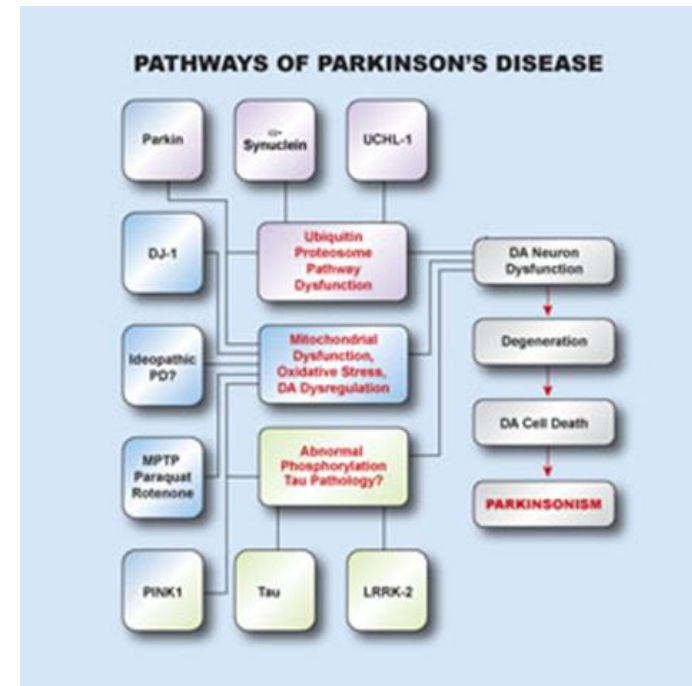 PATHWAYS OF PARKINSON'S DISEASE
Parkin
α-
Synuclein
UCHL-1
DJ-1
Ubiquitin
Proteosome
Pathway
Dysfunction
DA Neuron
Dysfunction
Ideopathic
PD?
Mitochondrial
Dysfunction,
Oxidative Stress,
DA Dysregulation
Degeneration
MPTP
Paraquat
Rotenone
Abnormal
Phosphorylation
Tau Pathology?
DA Cell Death
PARKINSONISM
PINK1
Tau
LRRK-2